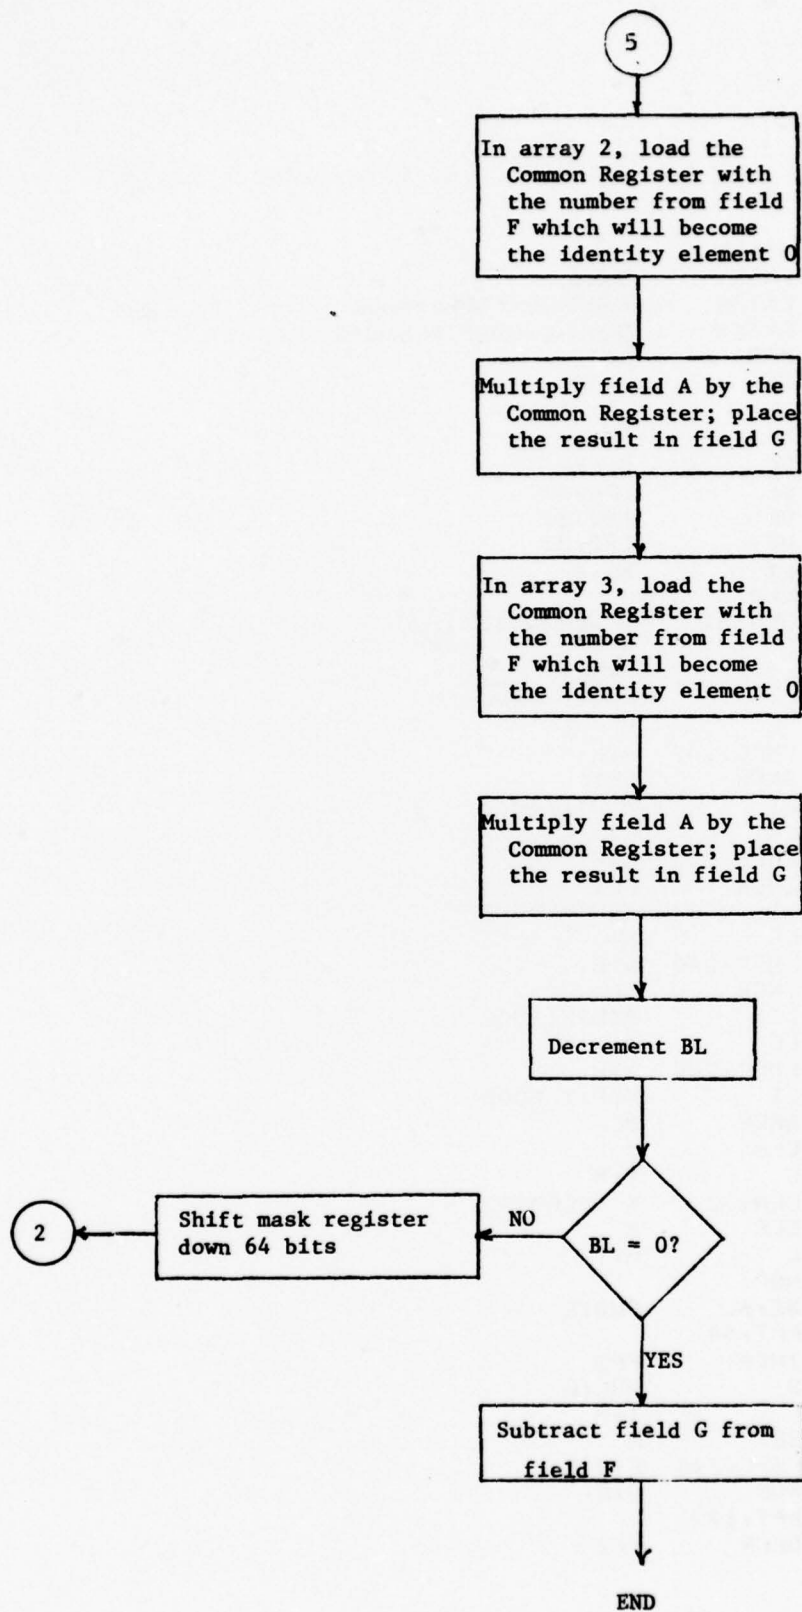 5
In array 2, load the
Common Register with
the number from field
F which will become
the identity element 0
Multiply field A by the
Common Register; place
the result in field G
In array 3, load the
Common Register with
the number from field
F which will become
the identity element 0
Multiply field A by the
Common Register; place
the result in field G
Decrement BL
BL = 0?
NO
Shift mask register
down 64 bits
2
YES
Subtract field G from
field F
END